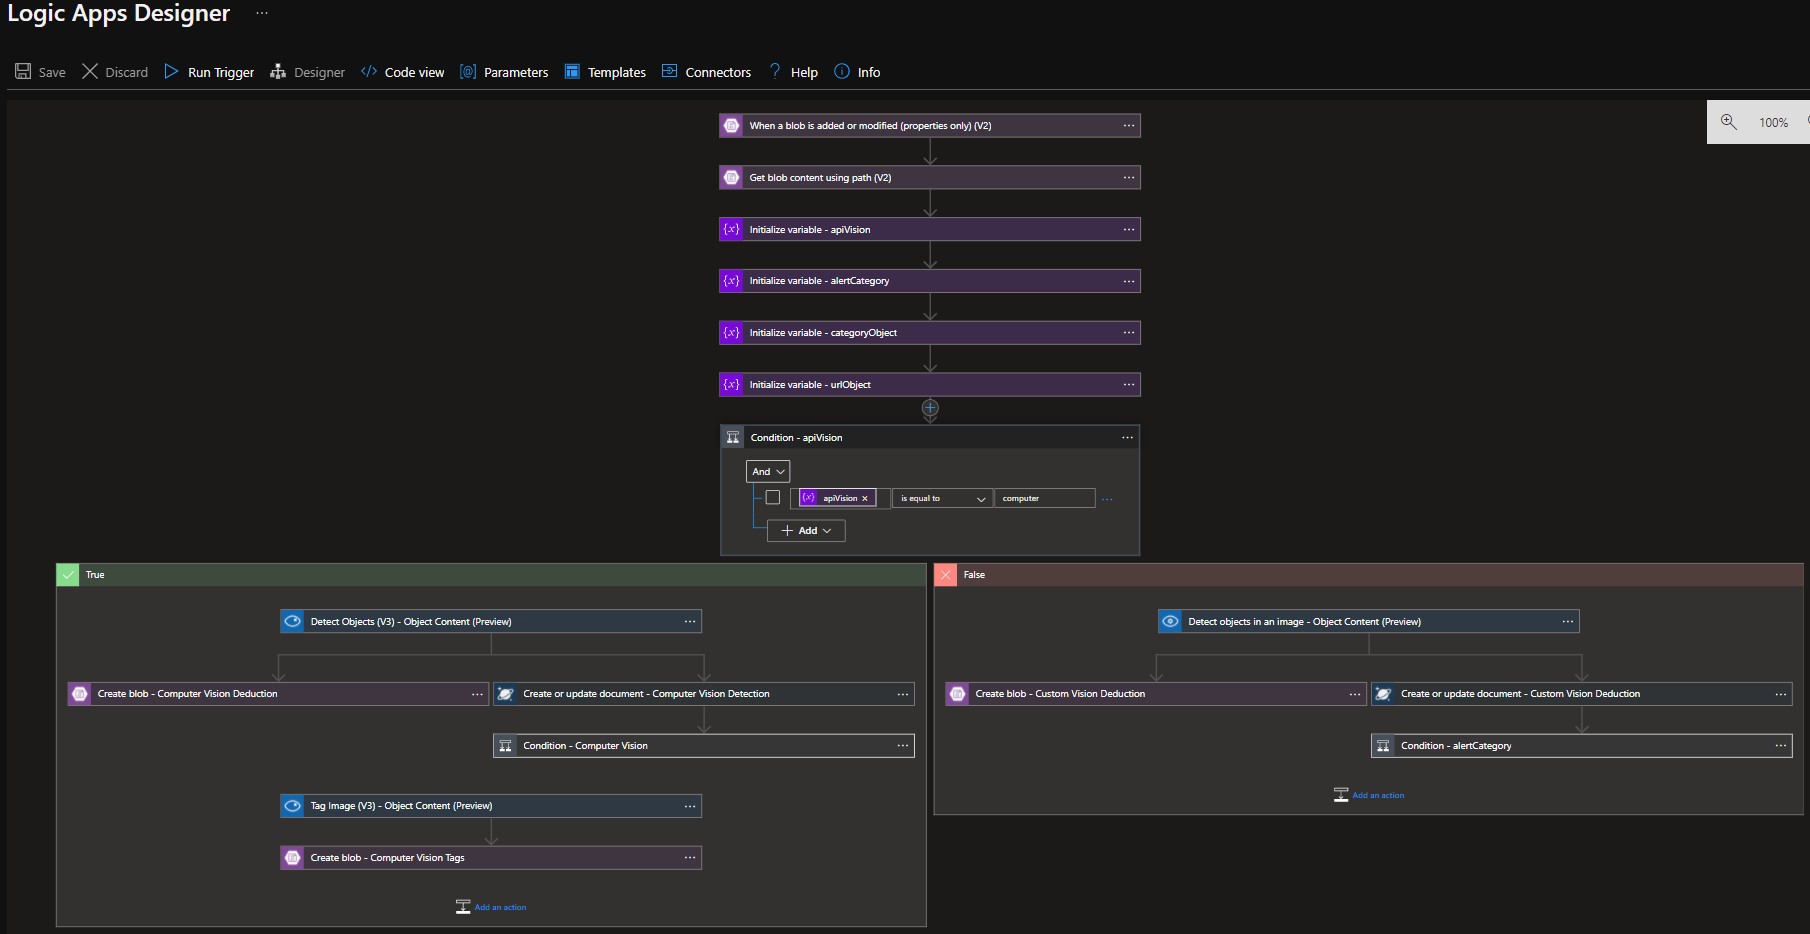 Logic Apps Designer ...
Save Discard Run Trigger Designer Code view Parameters Templates Connectors Help Info
100%
When a blob is added or modified (properties only) (V2)
Get blob content using path (V2)
Initialize variable - apiVision
Initialize variable - alertCategory
Initialize variable - categoryObject
Initialize variable - urlObject
Condition - apiVision
And
apiVision is equal to computer
Add
True
Detect Objects (V3) - Object Content (Preview)
Create blob - Computer Vision Deduction
Create or update document - Computer Vision Detection
Condition - Computer Vision
Tag Image (V3) - Object Content (Preview)
Create blob - Computer Vision Tags
Add an action
False
Detect objects in an image - Object Content (Preview)
Create blob - Custom Vision Deduction
Create or update document - Custom Vision Deduction
Condition - alertCategory
Add an action